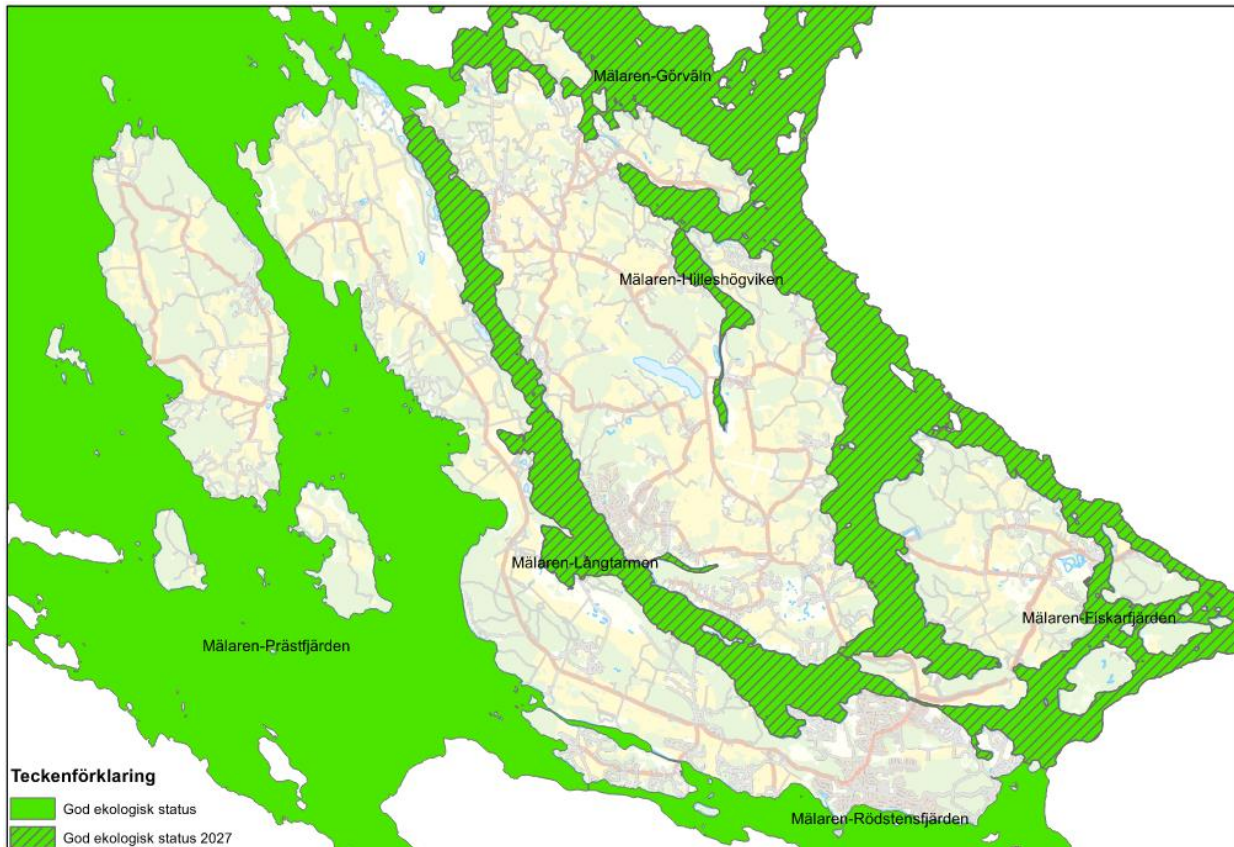 Mälaren-Görväln
Mälaren-Hilleshögviken
Mälaren-Långtarmen
Mälaren-Fiskarfjärden
Mälaren-Prästfjärden
Mälaren-Rödstensfjärden
Teckenförklaring
God ekologisk status
God ekologisk status 2027